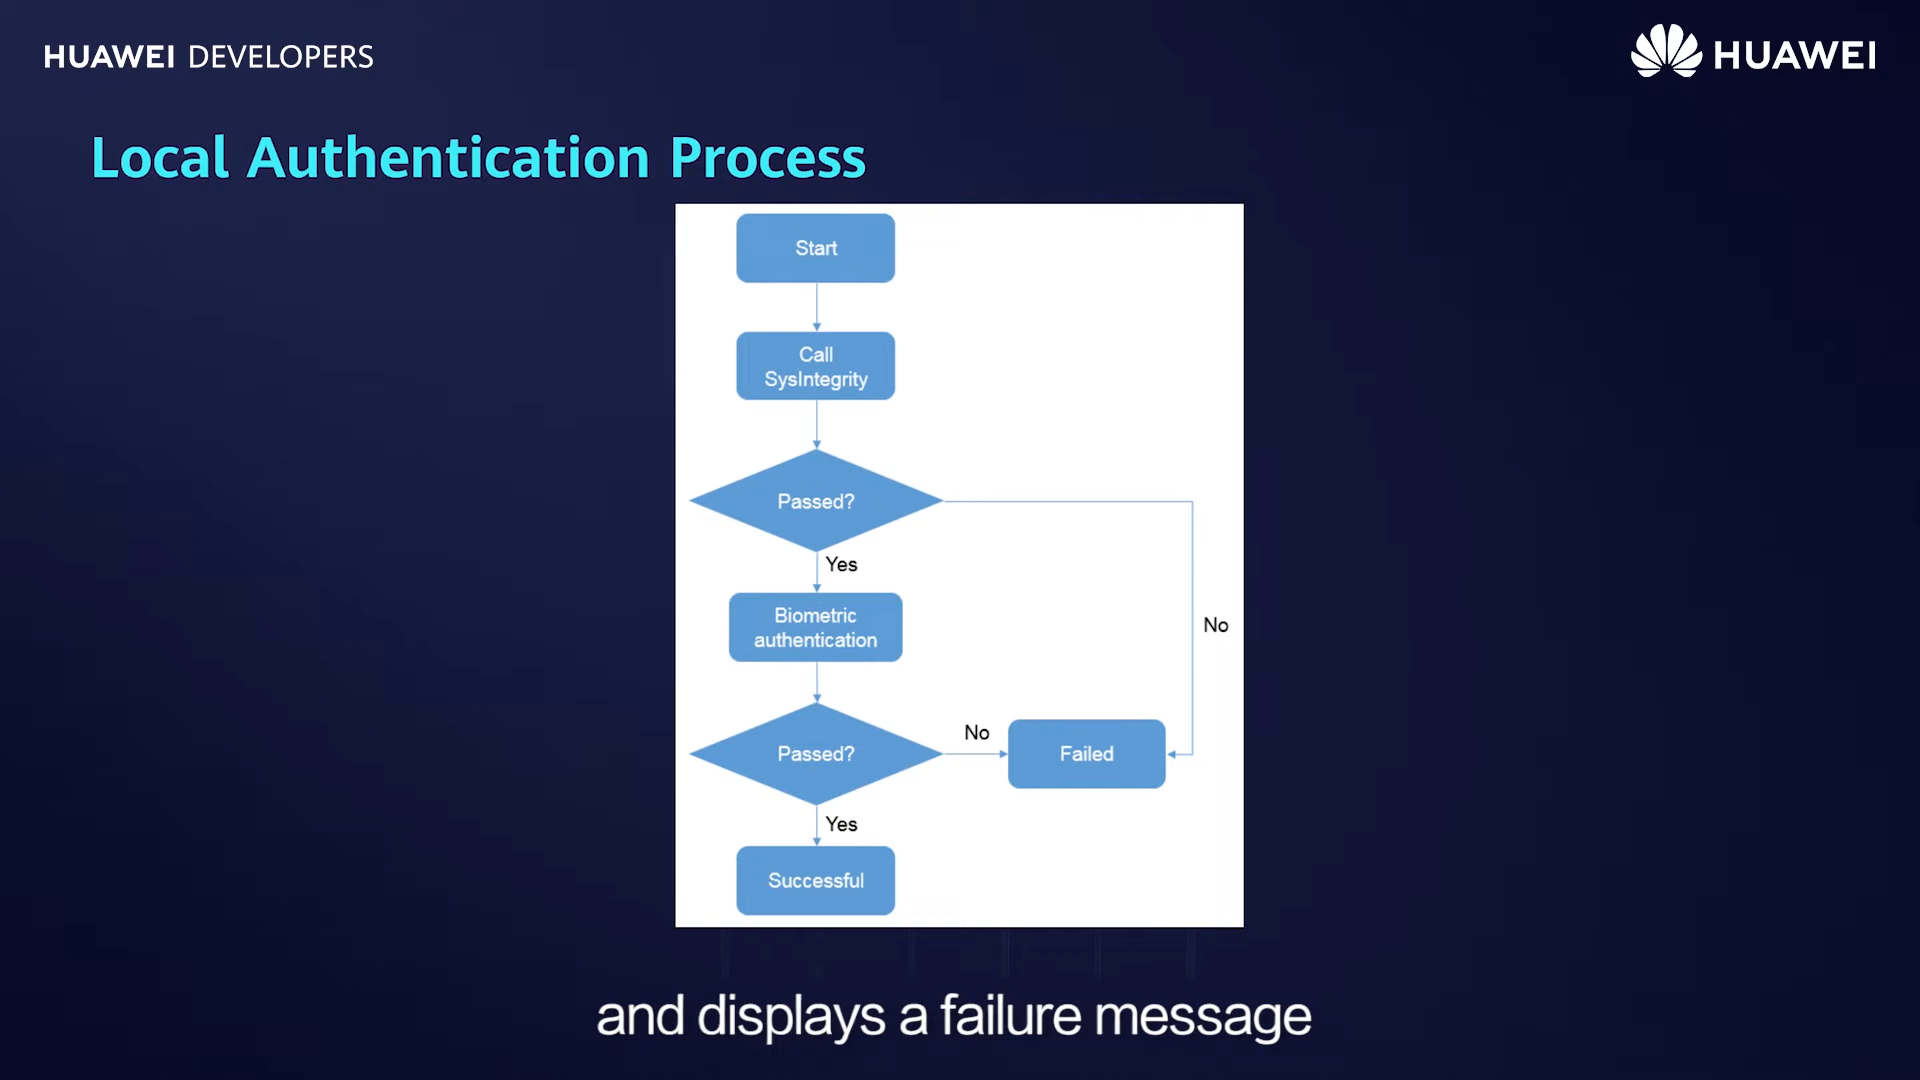 HUAWEI DEVELOPERS
HUAWEI
Local Authentication Process
Start
Call
SysIntegrity
Passed?
Yes
Biometric
authentication
No
Passed?
No
Failed
Yes
Successful
and displays a failure message